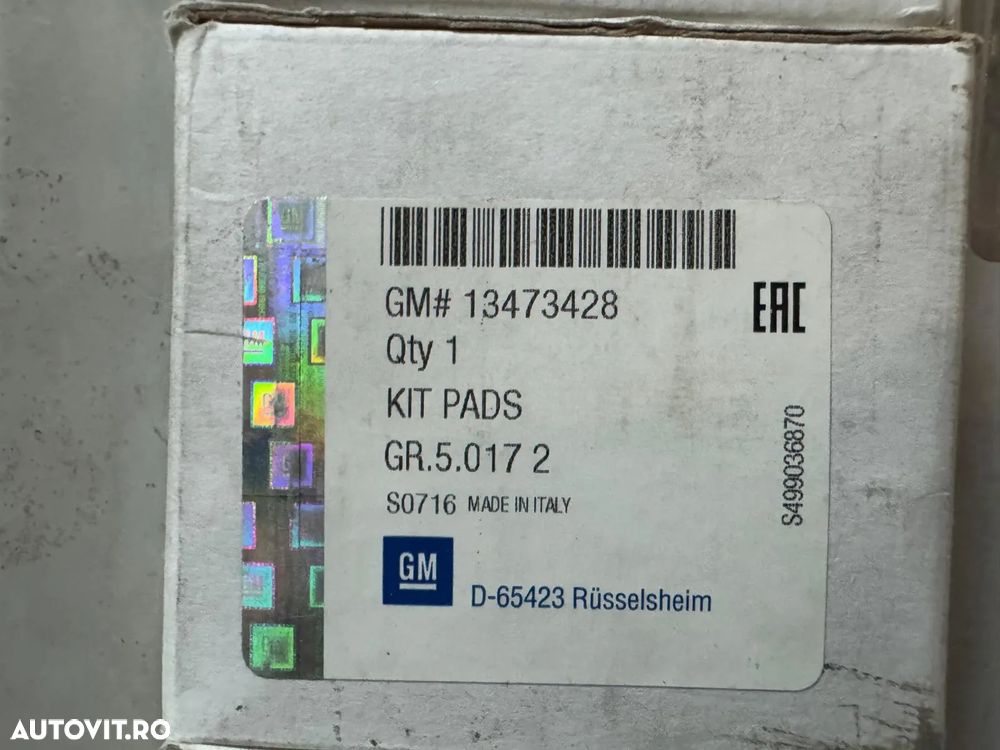 GM# 13473428
Qty 1
KIT PADS
GR.5.017 2
S0716 MADE IN ITALY
GM
D-65423 Rüsselsheim
EAC
S499036870
AUTOVIT.RO